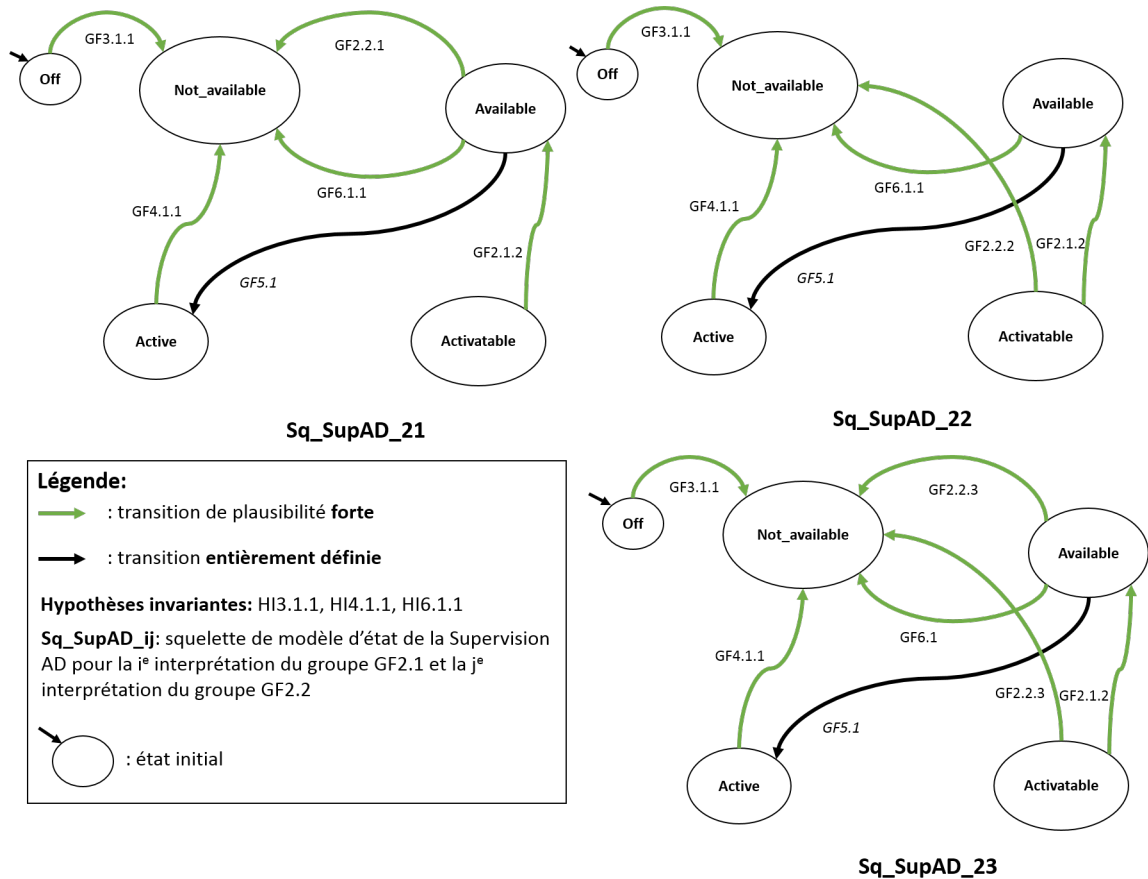 GF3.1.1
Off
Not_available
GF2.2.1
Available
GF6.1.1
GF4.1.1
GF2.1.2
GF5.1
Active
Activatable
Sq_SupAD_21
GF3.1.1
Off
Not_available
Available
GF6.1.1
GF4.1.1
GF2.2.2
GF2.1.2
GF5.1
Active
Activatable
Sq_SupAD_22
Légende:
: transition de plausibilité forte
: transition entièrement définie
Hypothèses invariantes: HI3.1.1, HI4.1.1, HI6.1.1
Sq_SupAD_ij: squelette de modèle d’état de la Supervision
AD pour la iᵉ interprétation du groupe GF2.1 et la jᵉ
interprétation du groupe GF2.2
: état initial
GF3.1.1
Off
Not_available
GF2.2.3
Available
GF6.1
GF4.1.1
GF2.2.3
GF2.1.2
GF5.1
Active
Activatable
Sq_SupAD_23